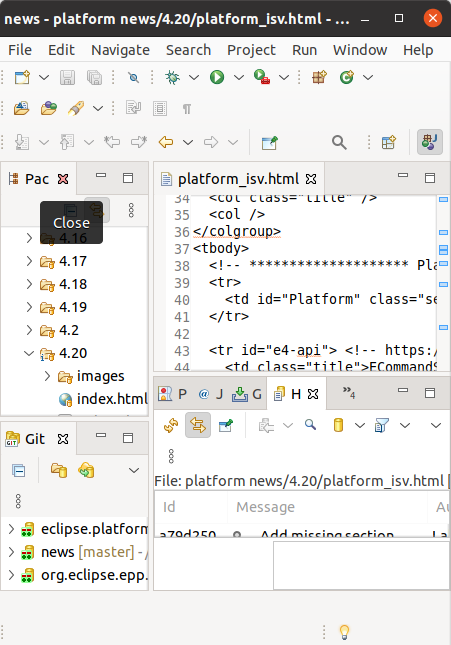 news - platform news/4.20/platform_isv.html - ...
File Edit Navigate Search Project Run Window Help
Pac
Close
4.16
4.17
4.18
4.19
4.2
4.20
images
index.html
platform_isv.html
34 <col class="title" />
35 <col />
36 </colgroup>
37 <tbody>
38 <!-- ******************** Pla
39 <tr>
40 <td id="Platform" class="se
41 </tr>
42
43 <tr id="e4-api"> <!-- https:/
44 <td class="title">ECommandS
Git
eclipse.platform
news [master] - /
org.eclipse.epp.
P @ J G H
»4
File: platform news/4.20/platform_isv.html [
Id Message Au
a79d250 Add missing section La